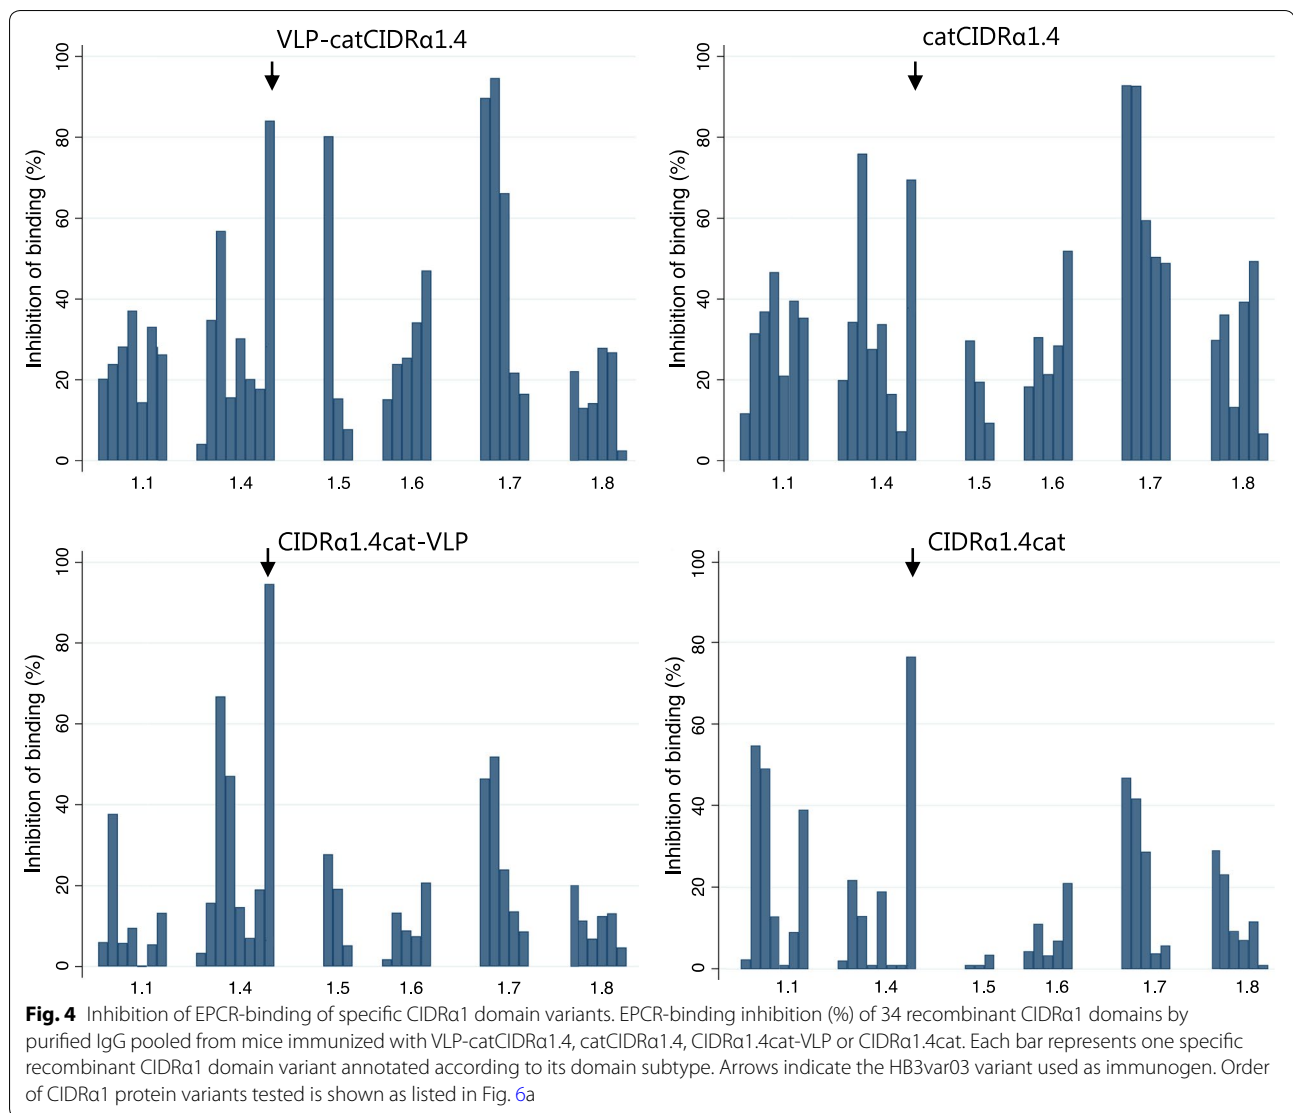 VLP-catCIDRα1.4
Inhibition of binding (%)
100
80
60
40
20
0
1.1 1.4 1.5 1.6 1.7 1.8
catCIDRα1.4
Inhibition of binding (%)
100
80
60
40
20
0
1.1 1.4 1.5 1.6 1.7 1.8
CIDRα1.4cat-VLP
Inhibition of binding (%)
100
80
60
40
20
0
1.1 1.4 1.5 1.6 1.7 1.8
CIDRα1.4cat
Inhibition of binding (%)
100
80
60
40
20
0
1.1 1.4 1.5 1.6 1.7 1.8
Fig. 4 Inhibition of EPCR-binding of specific CIDRα1 domain variants. EPCR-binding inhibition (%) of 34 recombinant CIDRα1 domains by
purified IgG pooled from mice immunized with VLP-catCIDRα1.4, catCIDRα1.4, CIDRα1.4cat-VLP or CIDRα1.4cat. Each bar represents one specific
recombinant CIDRα1 domain variant annotated according to its domain subtype. Arrows indicate the HB3var03 variant used as immunogen. Order
of CIDRα1 protein variants tested is shown as listed in Fig. 6a